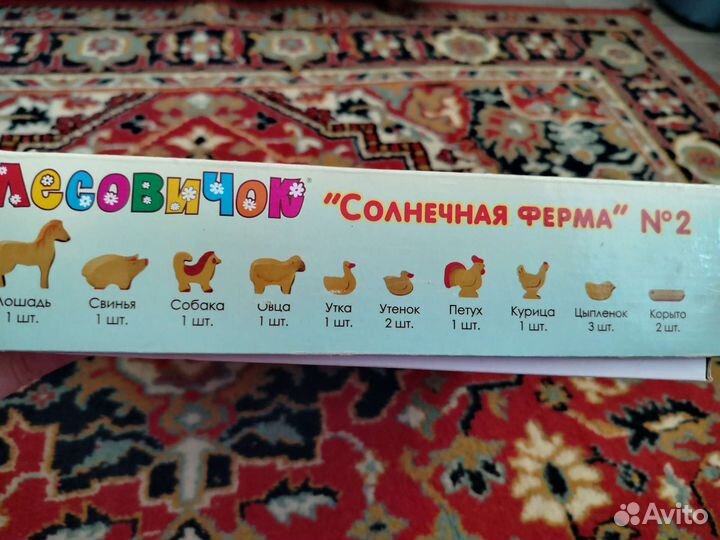 Лесовичок® "Солнечная ферма" №2
Лошадь Свинья Собака Овца Утка Утенок Петух Курица Цыпленок Корыто
1 шт. 1 шт. 1 шт. 1 шт. 1 шт. 2 шт. 1 шт. 1 шт. 3 шт. 2 шт.
Avito